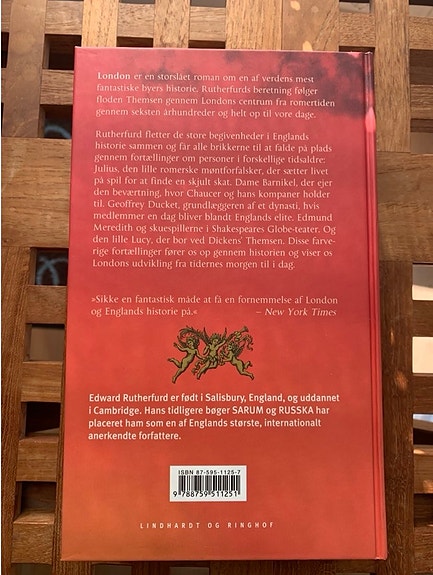 London er en storslået roman om en af verdens mest
fantastiske byers historie. Rutherfurds beretning følger
floden Themsen gennem Londons centrum fra romertiden
gennem seksten århundreder og helt op til vore dage.
Rutherfurd fletter de store begivenheder i Englands
historie sammen og får alle brikkerne til at falde på plads
gennem fortællinger om personer i forskellige tidsaldre:
Julius, den lille romerske møntforfalsker, der sætter livet
på spil for at finde en skjult skat. Dame Barnikel, der ejer
den beværtning, hvor Chaucer og hans kompaner holder
til. Geoffrey Ducket, grundlæggeren af et dynasti, hvis
medlemmer en dag bliver blandt Englands elite. Edmund
Meredith og skuespillerne i Shakespeares Globe-teater. Og
den lille Lucy, der bor ved Dickens' Themsen. Disse farve-
rige fortællinger fører os op gennem historien og viser os
Londons udvikling fra tidernes morgen til i dag.
»Sikke en fantastisk måde at få en fornemmelse af London
og Englands historie på.« – New York Times
Edward Rutherfurd er født i Salisbury, England, og uddannet
i Cambridge. Hans tidligere bøger SARUM og RUSSKA har
placeret ham som en af Englands største, internationalt
anerkendte forfattere.
ISBN 87-595-1125-7
9 788759 511251
LINDHARDT OG RINGHOF